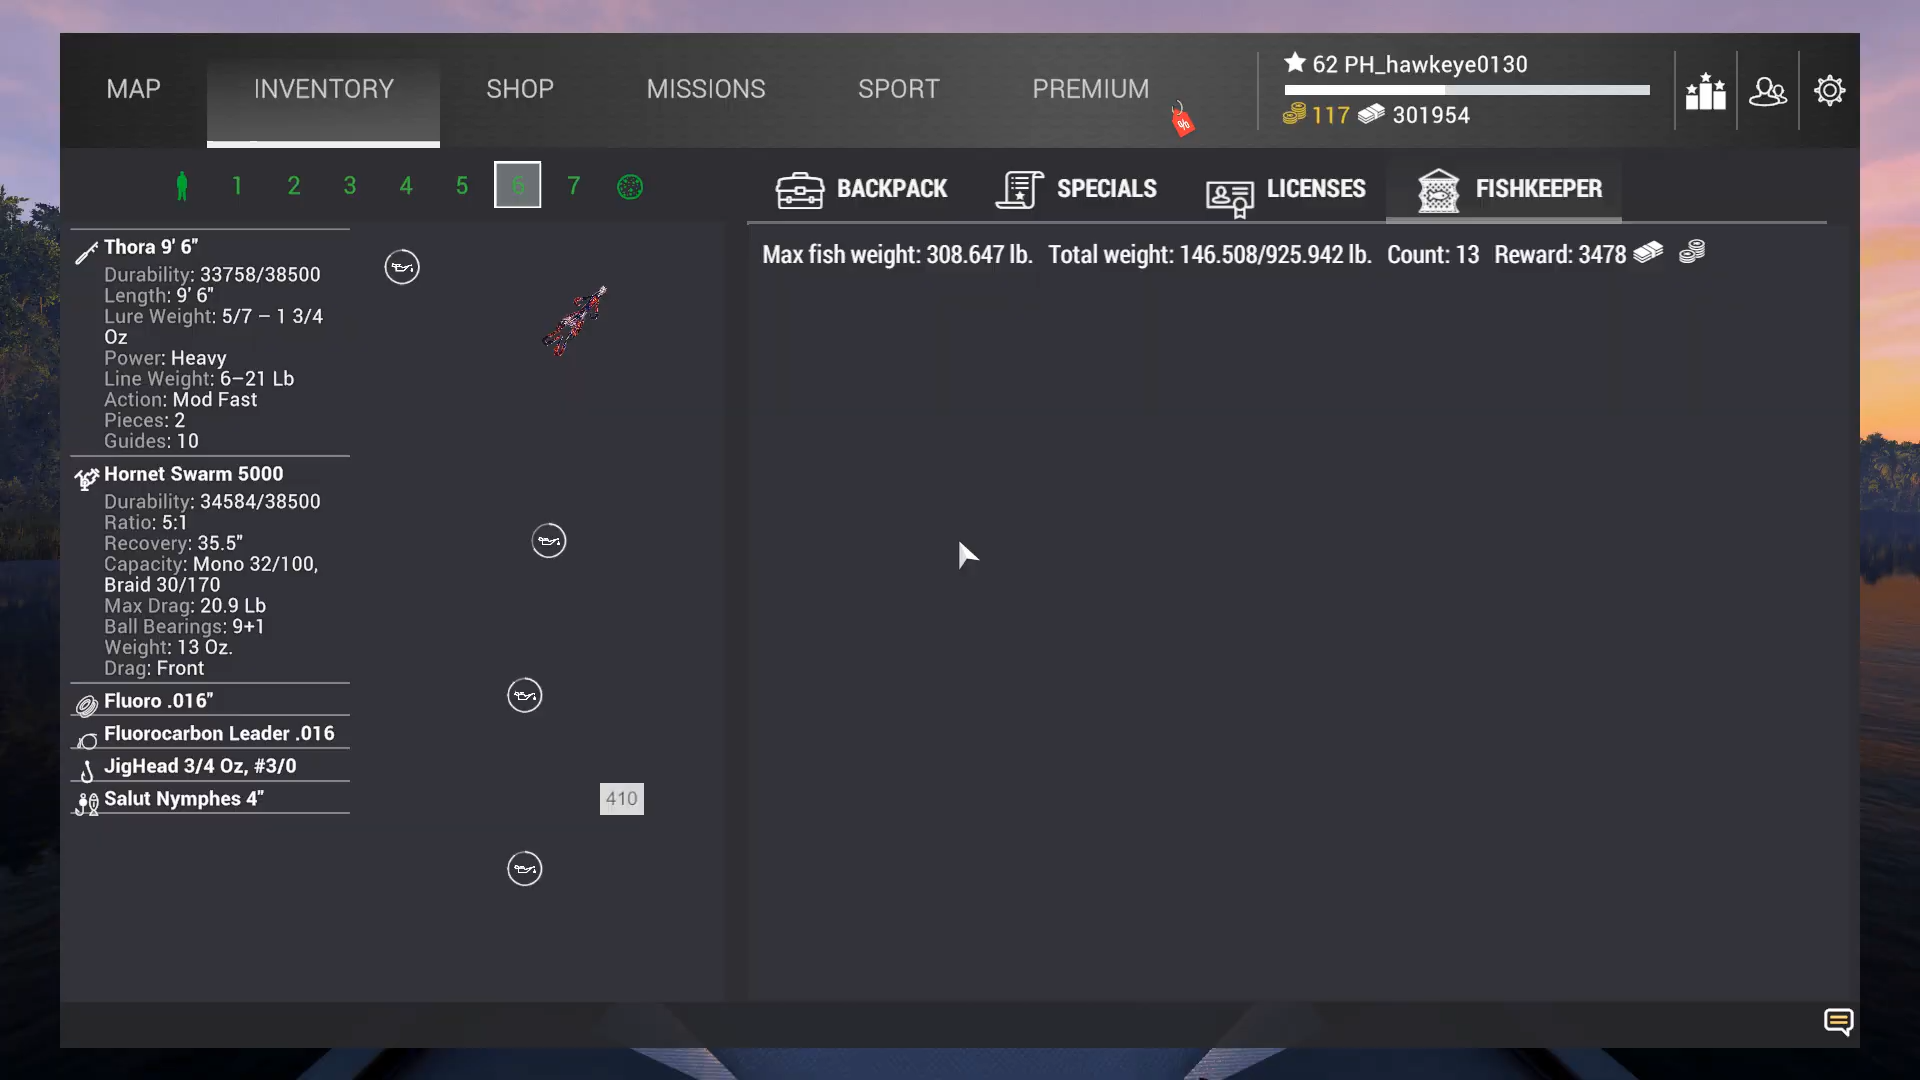 MAP INVENTORY SHOP MISSIONS SPORT PREMIUM
%
62 PH_hawkeye0130
117 301954
1 2 3 4 5 6 7
BACKPACK SPECIALS LICENSES FISHKEEPER
Max fish weight: 308.647 lb. Total weight: 146.508/925.942 lb. Count: 13 Reward: 3478
Thora 9' 6"
Durability: 33758/38500
Length: 9' 6"
Lure Weight: 5/7 – 1 3/4
Oz
Power: Heavy
Line Weight: 6–21 Lb
Action: Mod Fast
Pieces: 2
Guides: 10
Hornet Swarm 5000
Durability: 34584/38500
Ratio: 5:1
Recovery: 35.5"
Capacity: Mono 32/100,
Braid 30/170
Max Drag: 20.9 Lb
Ball Bearings: 9+1
Weight: 13 Oz.
Drag: Front
Fluoro .016"
Fluorocarbon Leader .016
JigHead 3/4 Oz, #3/0
Salut Nymphes 4"
410